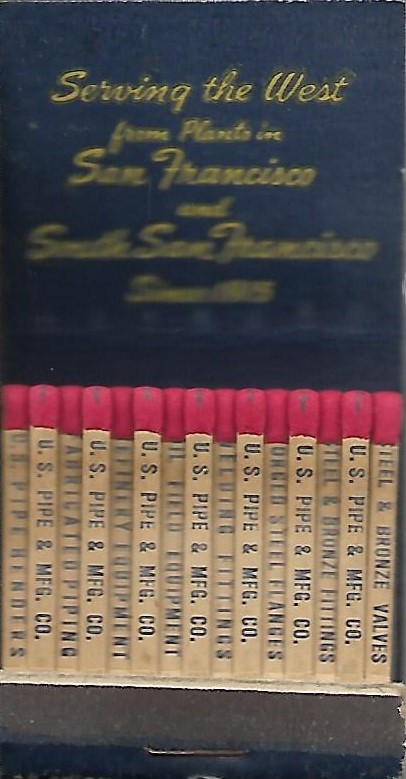 Serving the West
from Plants in
San Francisco
and
South San Francisco
Since
U.S. PIPE BENDERS
U.S. PIPE & MFG. CO.
ABRICATED PIPING
U.S. PIPE & MFG. CO.
EFINERY EQUIPMENT
U.S. PIPE & MFG. CO.
IL FIELD EQUIPMENT
U.S. PIPE & MFG. CO.
WELDING FITTINGS
U.S. PIPE & MFG. CO.
ORGED STEEL FLANGES
U.S. PIPE & MFG. CO.
TEEL & BRONZE FITTINGS
U.S. PIPE & MFG. CO.
TEEL & BRONZE VALVES